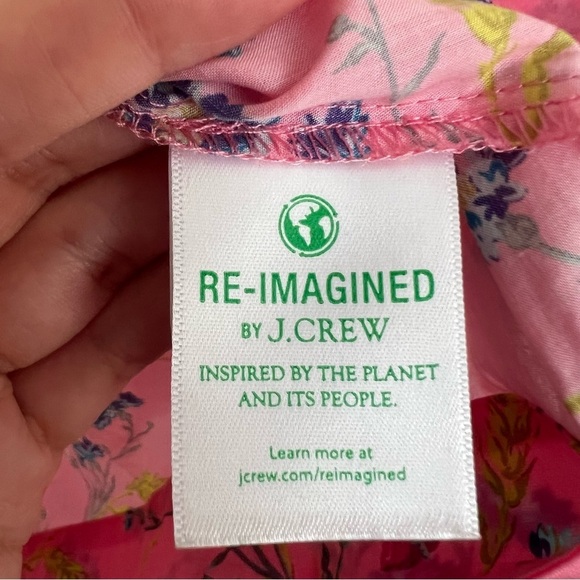 RE-IMAGINED
BY J.CREW
INSPIRED BY THE PLANET
AND ITS PEOPLE.
Learn more at
jcrew.com/reimagined